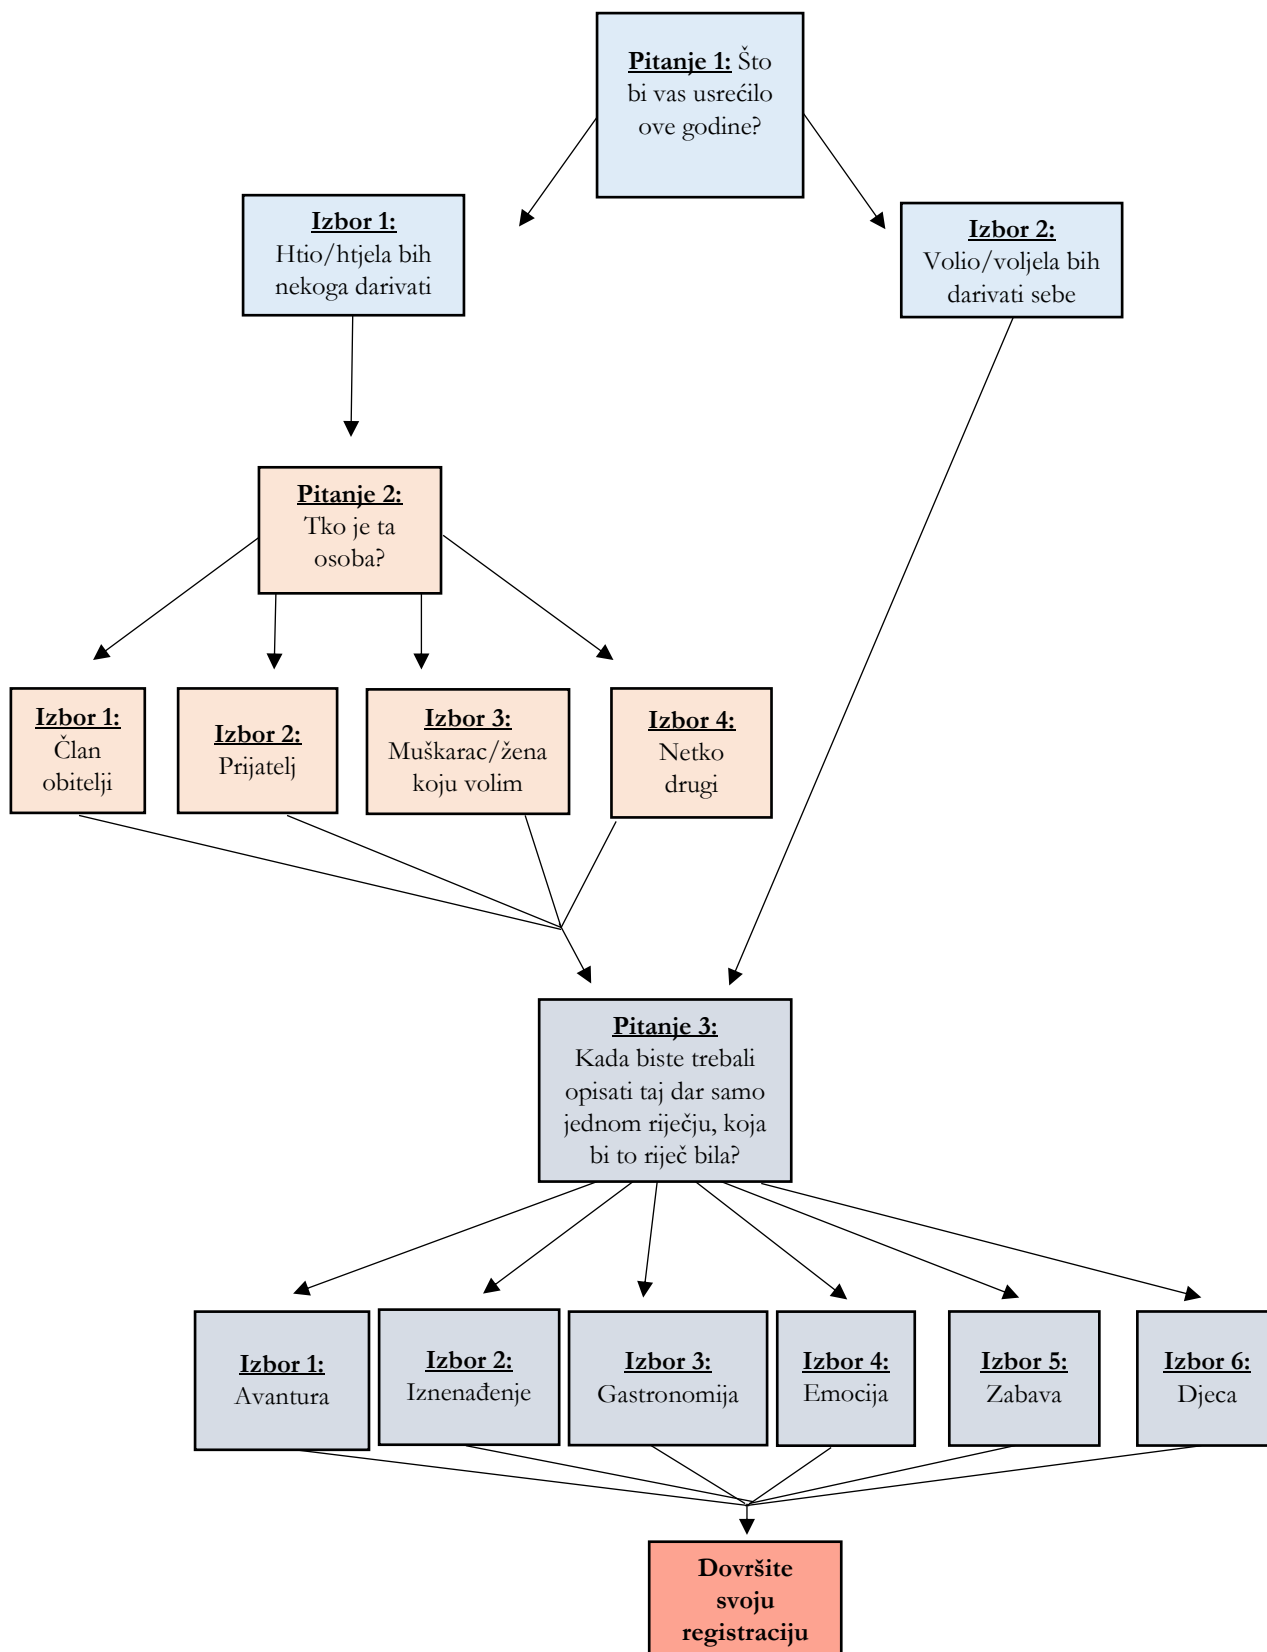 Pitanje 1: Što
bi vas usrećilo
ove godine?
Izbor 1:
Htio/htjela bih
nekoga darivati
Izbor 2:
Volio/voljela bih
darivati sebe
Pitanje 2:
Tko je ta
osoba?
Izbor 1:
Član
obitelji
Izbor 2:
Prijatelj
Izbor 3:
Muškarac/žena
koju volim
Izbor 4:
Netko
drugi
Pitanje 3:
Kada biste trebali
opisati taj dar samo
jednom riječju, koja
bi to riječ bila?
Izbor 1:
Avantura
Izbor 2:
Iznenađenje
Izbor 3:
Gastronomija
Izbor 4:
Emocija
Izbor 5:
Zabava
Izbor 6:
Djeca
Dovršite
svoju
registraciju